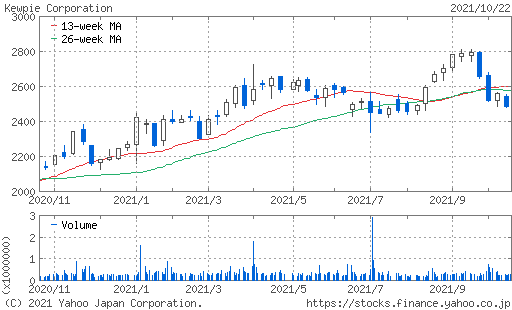 Kewpie Corporation 2021/10/22
3000
13-week MA
26-week MA
2800
2600
2400
2200
2000
2020/11 2021/1 2021/3 2021/5 2021/7 2021/9
3
Volume
2
1
0
(x1000000)
2020/11 2021/1 2021/3 2021/5 2021/7 2021/9
(C) 2021 Yahoo Japan Corporation. https://stocks.finance.yahoo.co.jp/